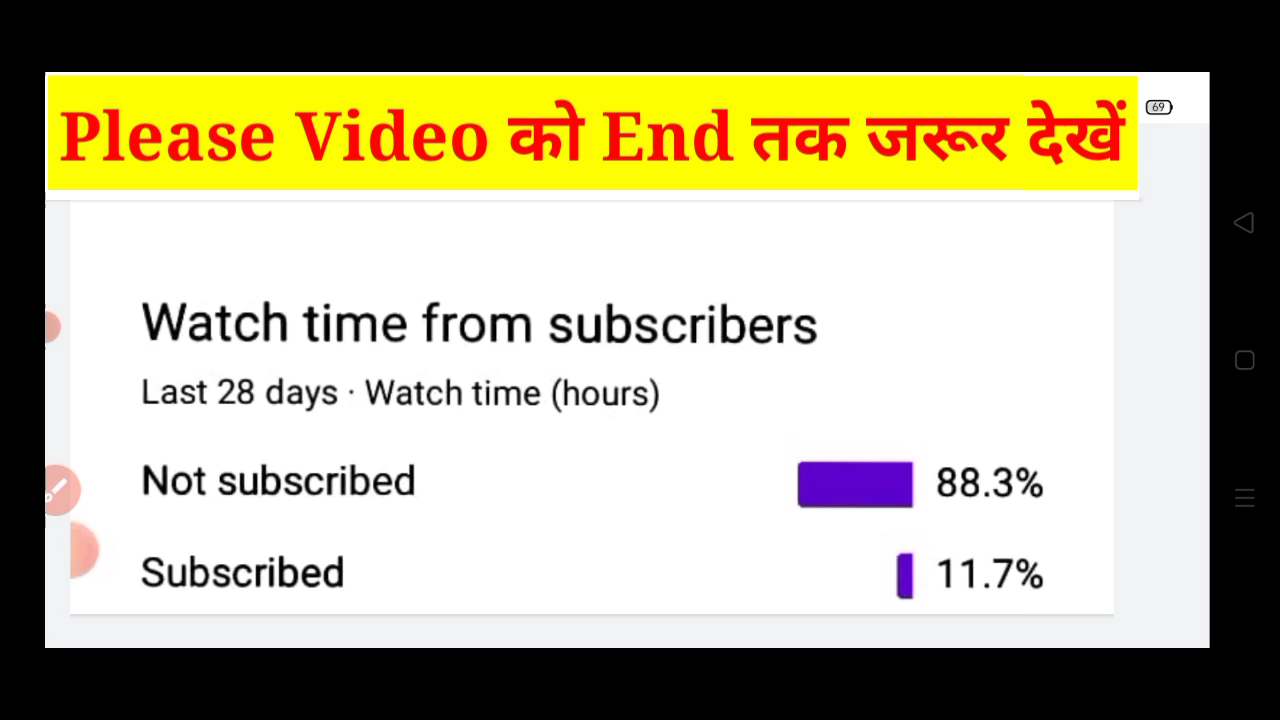 Please Video को End तक जरूर देखें
69
Watch time from subscribers
Last 28 days · Watch time (hours)
Not subscribed 88.3%
Subscribed 11.7%